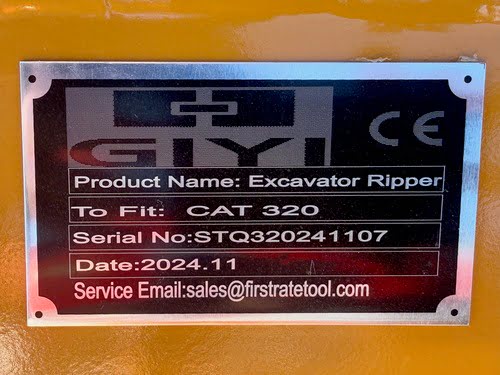 GIYI
CE
Product Name: Excavator Ripper
To Fit: CAT 320
Serial No:STQ320241107
Date:2024.11
Service Email:sales@firstratetool.com